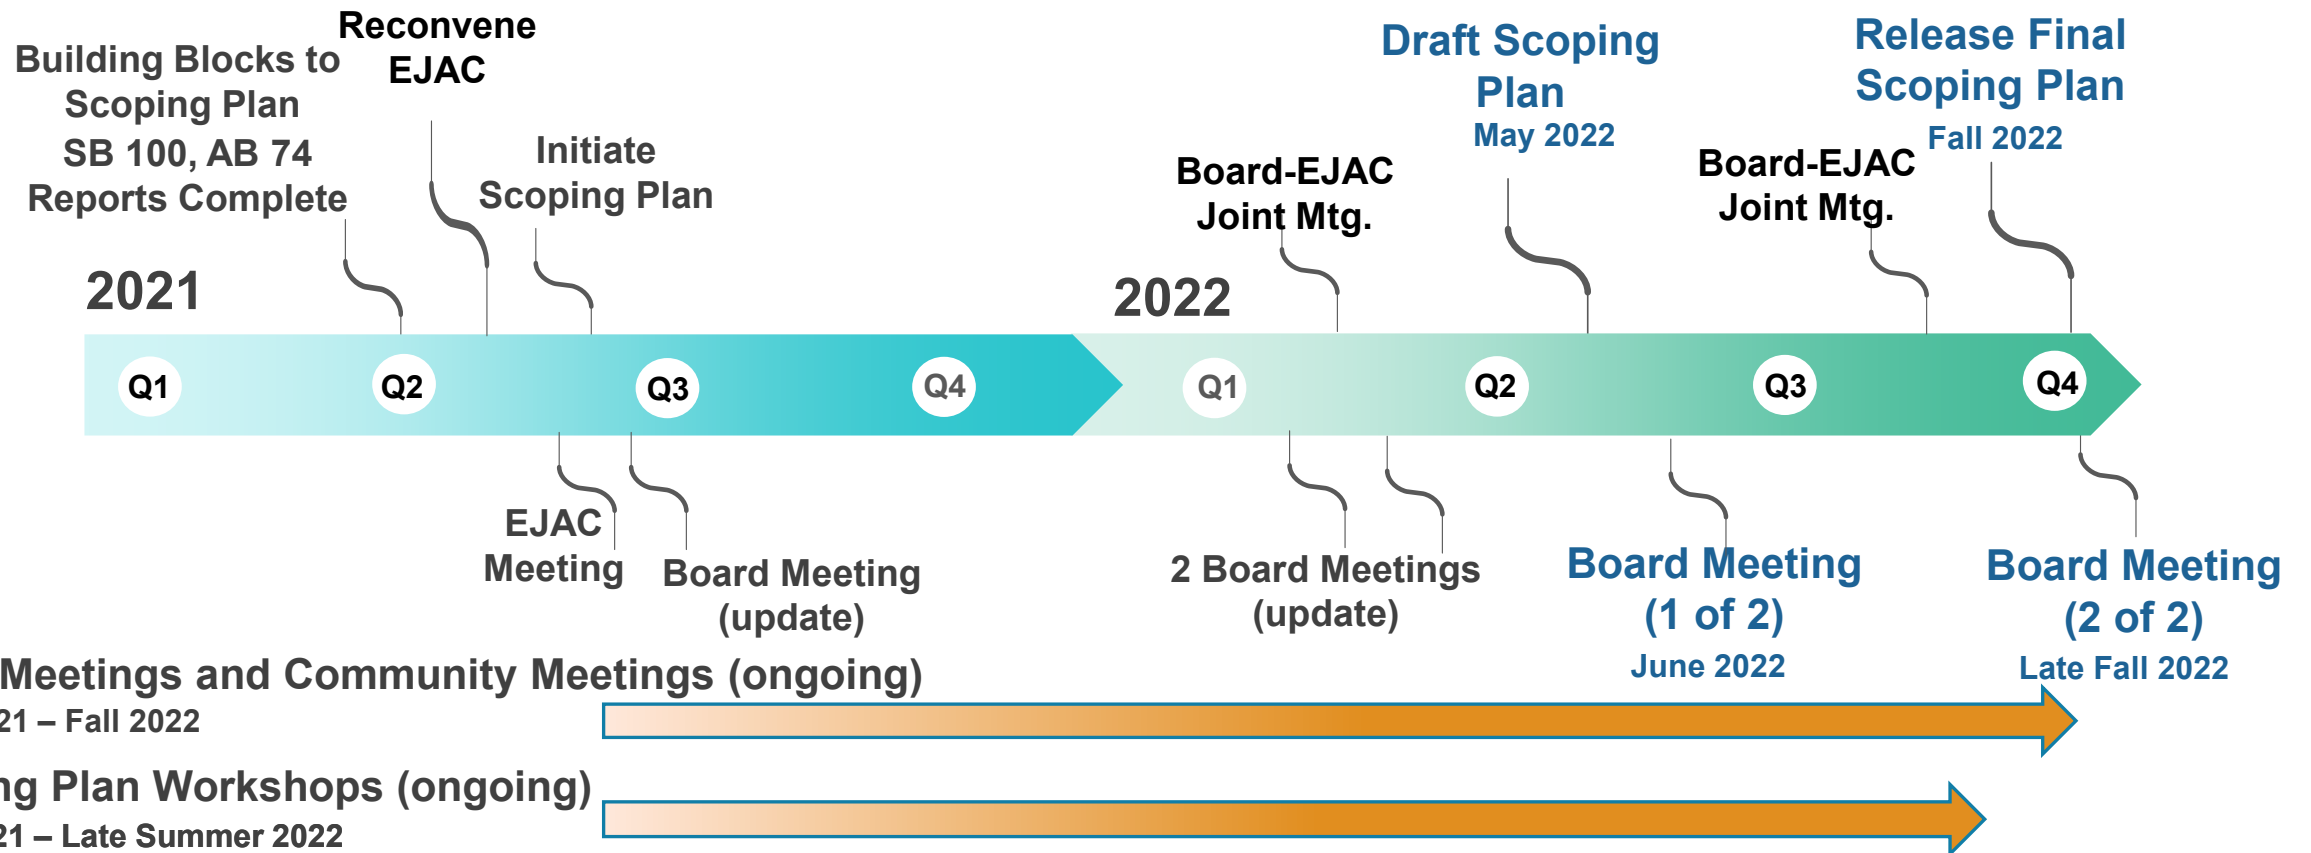 Reconvene
EJAC
Building Blocks to
Scoping Plan
SB 100, AB 74
Reports Complete
Initiate
Scoping Plan
Board-EJAC
Joint Mtg.
Draft Scoping
Plan
May 2022
Board-EJAC
Joint Mtg.
Release Final
Scoping Plan
Fall 2022
2021
2022
Q1
Q2
Q3
Q4
Q1
Q2
Q3
Q4
EJAC
Meeting
Board Meeting
(update)
2 Board Meetings
(update)
Board Meeting
(1 of 2)
June 2022
Board Meeting
(2 of 2)
Late Fall 2022
Meetings and Community Meetings (ongoing)
21 – Fall 2022
ng Plan Workshops (ongoing)
21 – Late Summer 2022